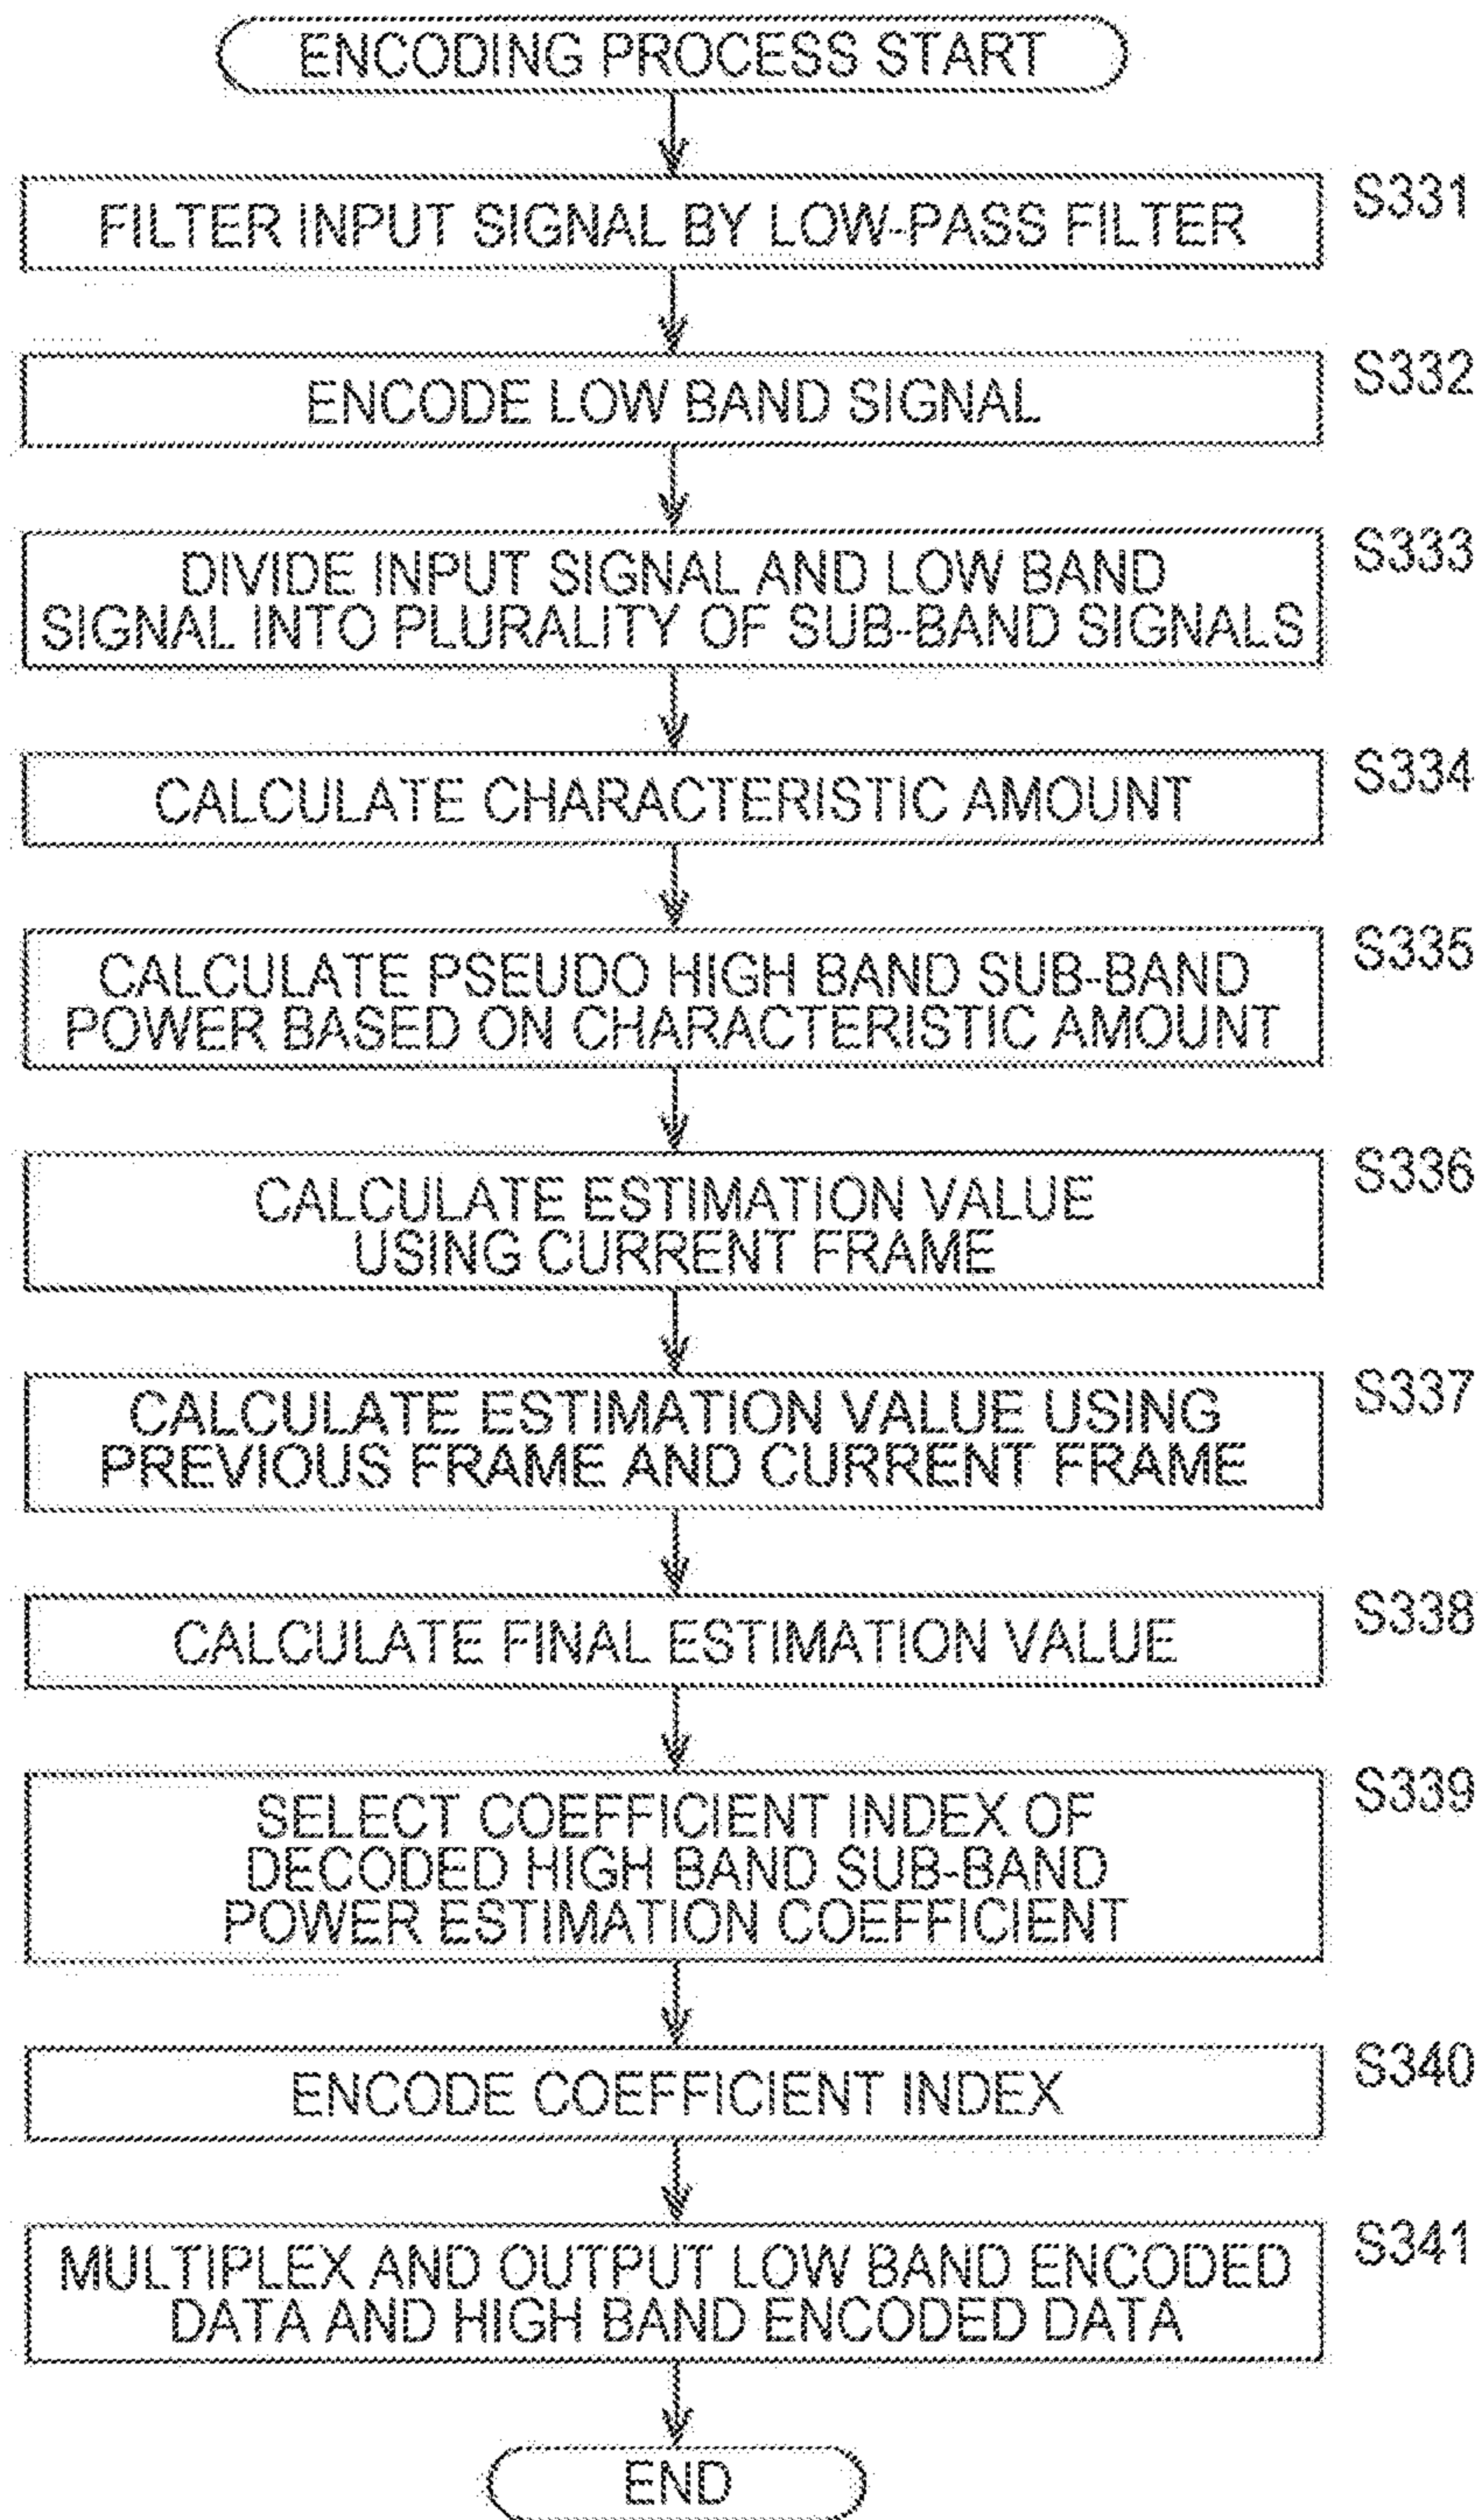 ENCODING PROCESS START
S331
FILTER INPUT SIGNAL BY LOW-PASS FILTER
S332
ENCODE LOW BAND SIGNAL
S333
DIVIDE INPUT SIGNAL AND LOW BAND
SIGNAL INTO PLURALITY OF SUB-BAND SIGNALS
S334
CALCULATE CHARACTERISTIC AMOUNT
S335
CALCULATE PSEUDO HIGH BAND SUB-BAND
POWER BASED ON CHARACTERISTIC AMOUNT
S336
CALCULATE ESTIMATION VALUE
USING CURRENT FRAME
S337
CALCULATE ESTIMATION VALUE USING
PREVIOUS FRAME AND CURRENT FRAME
S338
CALCULATE FINAL ESTIMATION VALUE
S339
SELECT COEFFICIENT INDEX OF
DECODED HIGH BAND SUB-BAND
POWER ESTIMATION COEFFICIENT
S340
ENCODE COEFFICIENT INDEX
S341
MULTIPLEX AND OUTPUT LOW BAND ENCODED
DATA AND HIGH BAND ENCODED DATA
END